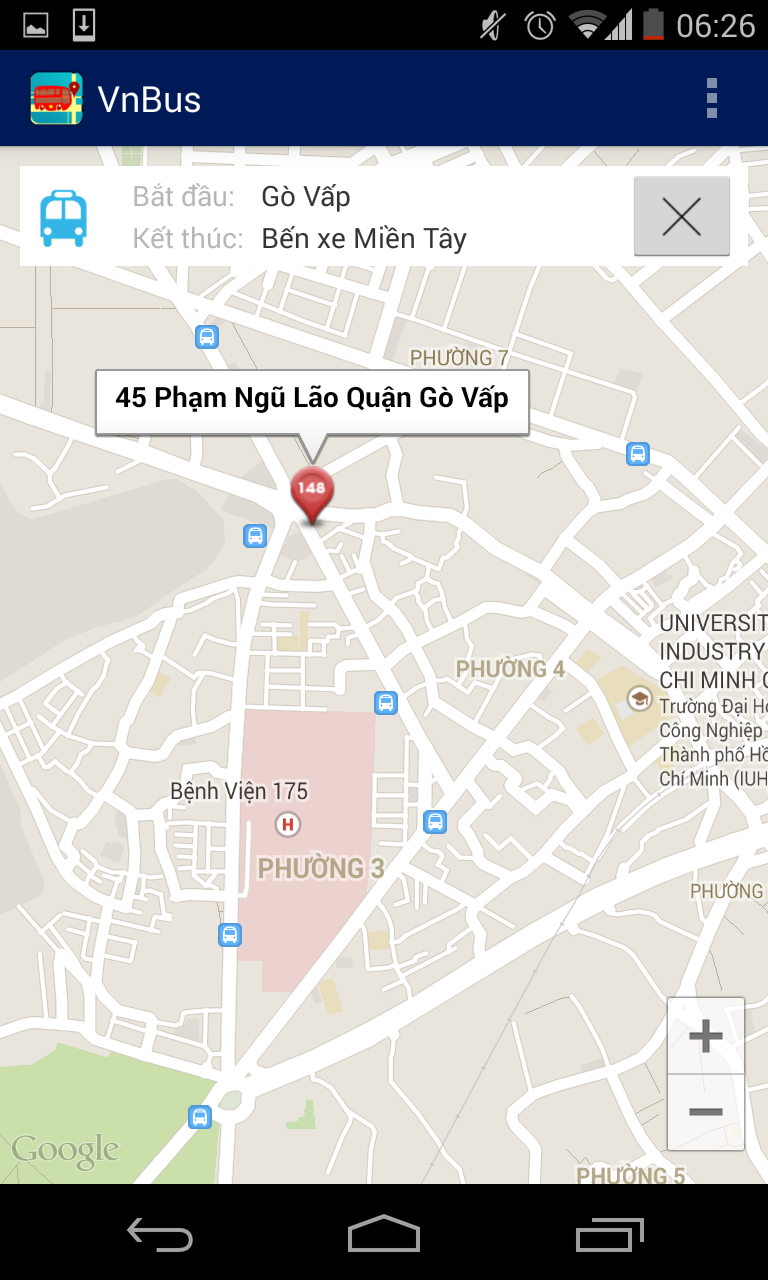 06:26
VnBus
Bắt đầu: Gò Vấp
Kết thúc: Bến xe Miền Tây
PHƯỜNG 7
45 Phạm Ngũ Lão Quận Gò Vấp
148
UNIVERSIT
INDUSTRY
CHI MINH C
Trường Đại Họ
Công Nghiệp
Thành phố Hồ
Chí Minh (IUH
PHƯỜNG 4
Bệnh Viện 175
H
PHƯỜNG 3
PHƯỜNG
Google
PHƯỜNG 5